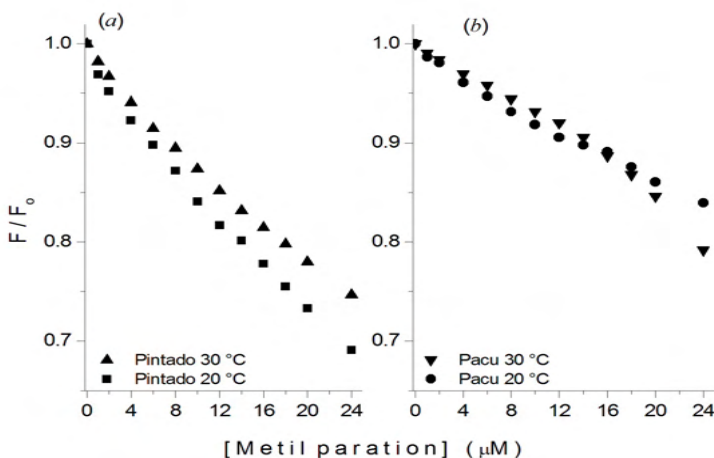 (a)
(b)
F / Fo
1.0
0.9
0.8
0.7
Pintado 30 °C
Pintado 20 °C
0 4 8 12 16 20 24
1.0
0.9
0.8
0.7
Pacu 30 °C
Pacu 20 °C
0 4 8 12 16 20 24
[Metil paration] (μM)